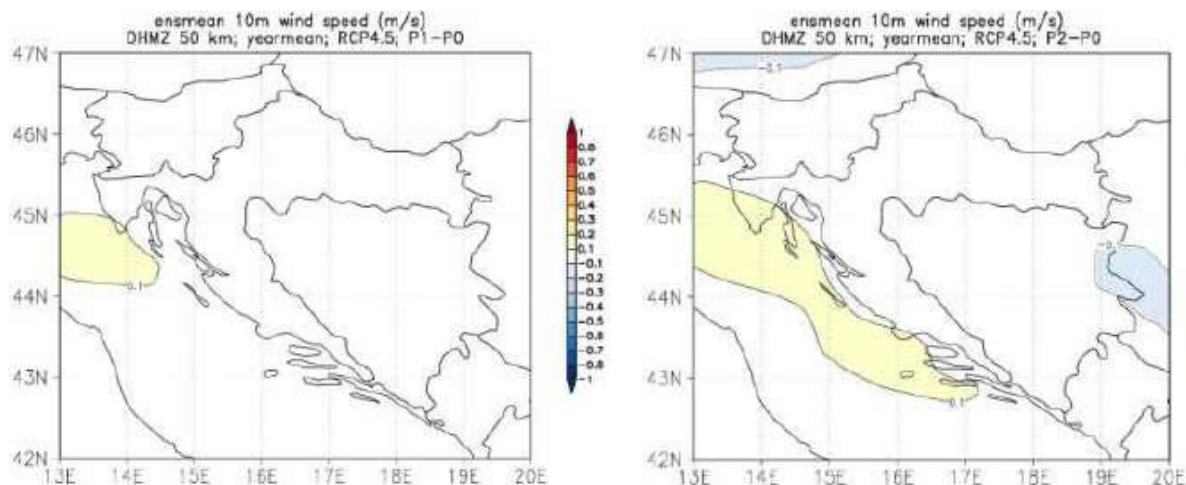 ensmean 10m wind speed (m/s)
DHMZ 50 km; yearmean; RCP4.5; P1-P0
47N
46N
45N
44N
43N
42N
13E 14E 15E 16E 17E 18E 19E 20E
0.1
1
0.8
0.7
0.6
0.5
0.4
0.3
0.2
0.1
-0.1
-0.2
-0.3
-0.4
-0.5
-0.6
-0.7
-0.8
-1
ensmean 10m wind speed (m/s)
DHMZ 50 km; yearmean; RCP4.5; P2-P0
47N
46N
45N
44N
43N
42N
13E 14E 15E 16E 17E 18E 19E 20E
-0.1
0.1